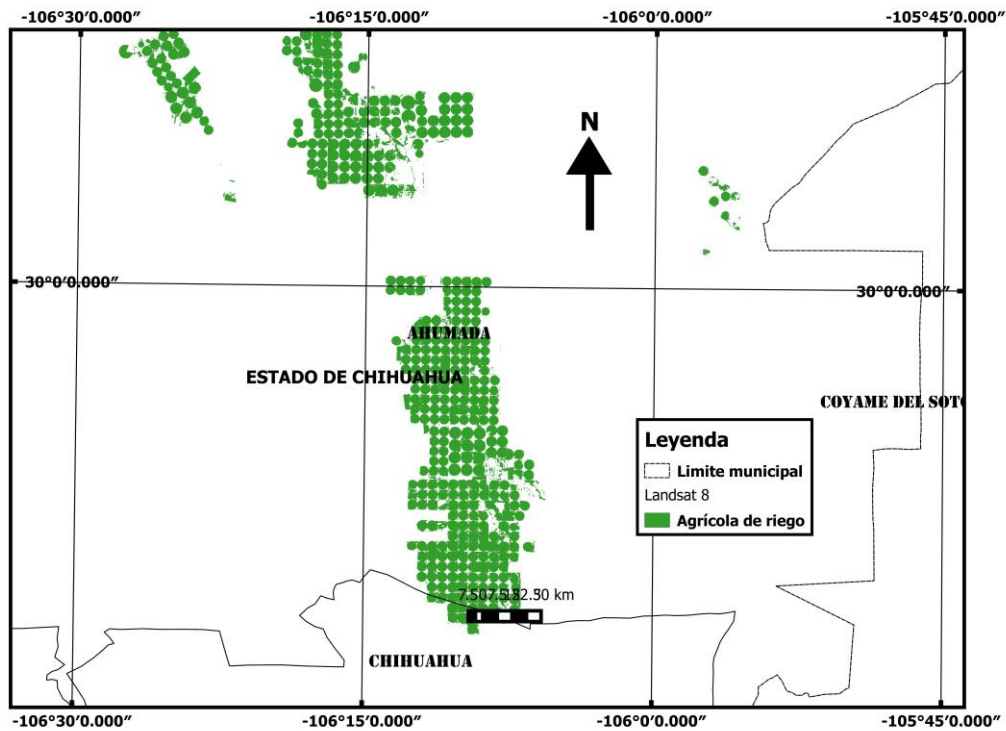 -106°30′0.000″ -106°15′0.000″ -106°0′0.000″ -105°45′0.000″
N
30°0′0.000″ 30°0′0.000″
AHUMADA
ESTADO DE CHIHUAHUA
COYAME DEL SOTO
Leyenda
Limite municipal
Landsat 8
Agrícola de riego
km
CHIHUAHUA
-106°30′0.000″ -106°15′0.000″ -106°0′0.000″ -105°45′0.000″